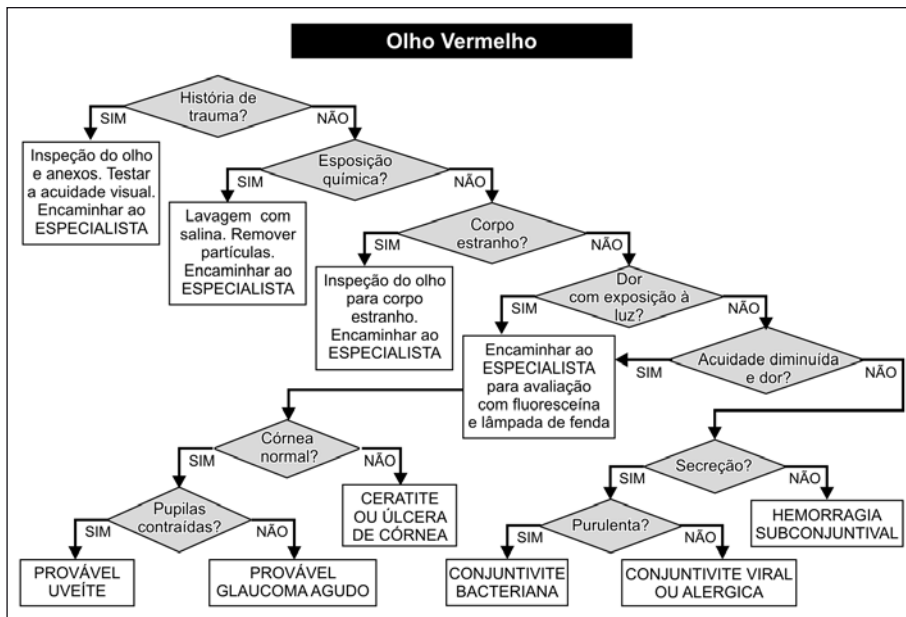 Olho Vermelho
História de
trauma?
SIM
NÃO
Inspeção do olho
e anexos. Testar
a acuidade visual.
Encaminhar ao
ESPECIALISTA
Esposição
química?
SIM
NÃO
Lavagem com
salina. Remover
partículas.
Encaminhar ao
ESPECIALISTA
Corpo
estranho?
SIM
NÃO
Inspeção do olho
para corpo
estranho.
Encaminhar ao
ESPECIALISTA
Dor
com exposição à
luz?
SIM
NÃO
Encaminhar ao
ESPECIALISTA
para avaliação
com fluoresceína
e lâmpada de fenda
Acuidade diminuída
e dor?
SIM
NÃO
Córnea
normal?
SIM
NÃO
CERATITE
OU ÚLCERA
DE CÓRNEA
Pupilas
contraídas?
SIM
NÃO
PROVÁVEL
UVEÍTE
PROVÁVEL
GLAUCOMA AGUDO
Secreção?
SIM
NÃO
HEMORRAGIA
SUBCONJUNTIVAL
Purulenta?
SIM
NÃO
CONJUNTIVITE
BACTERIANA
CONJUNTIVITE VIRAL
OU ALERGICA